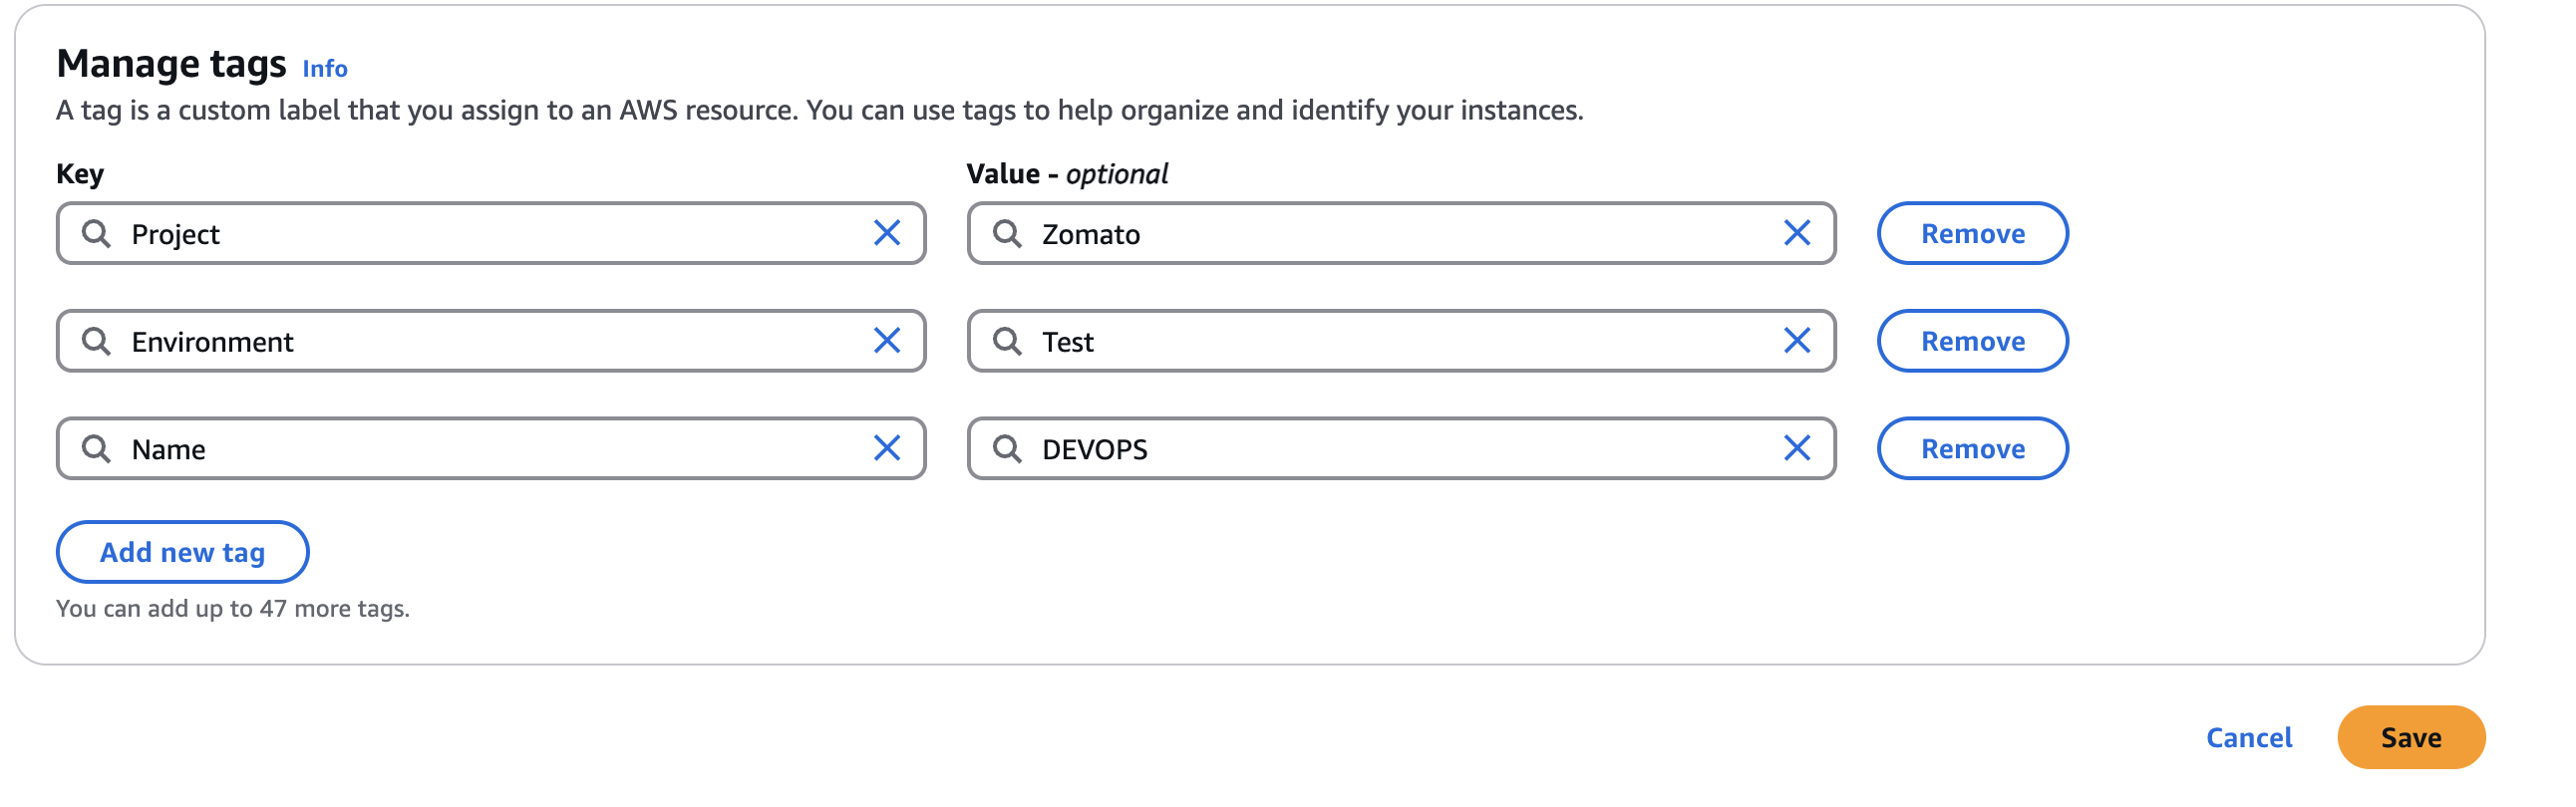 Manage tags Info
A tag is a custom label that you assign to an AWS resource. You can use tags to help organize and identify your instances.
Key Value - optional
Project Zomato Remove
Environment Test Remove
Name DEVOPS Remove
Add new tag
You can add up to 47 more tags.
Cancel Save